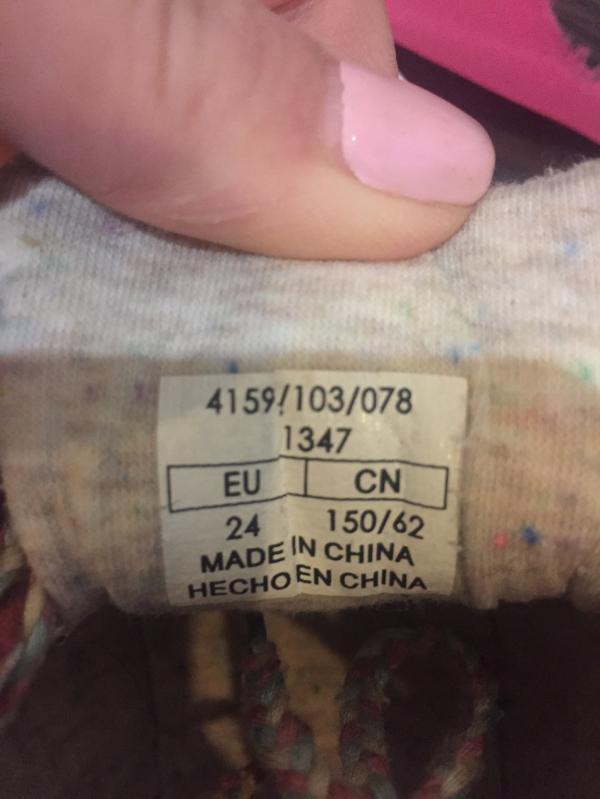 4159/103/078
1347
EU CN
24 150/62
MADE IN CHINA
HECHO EN CHINA